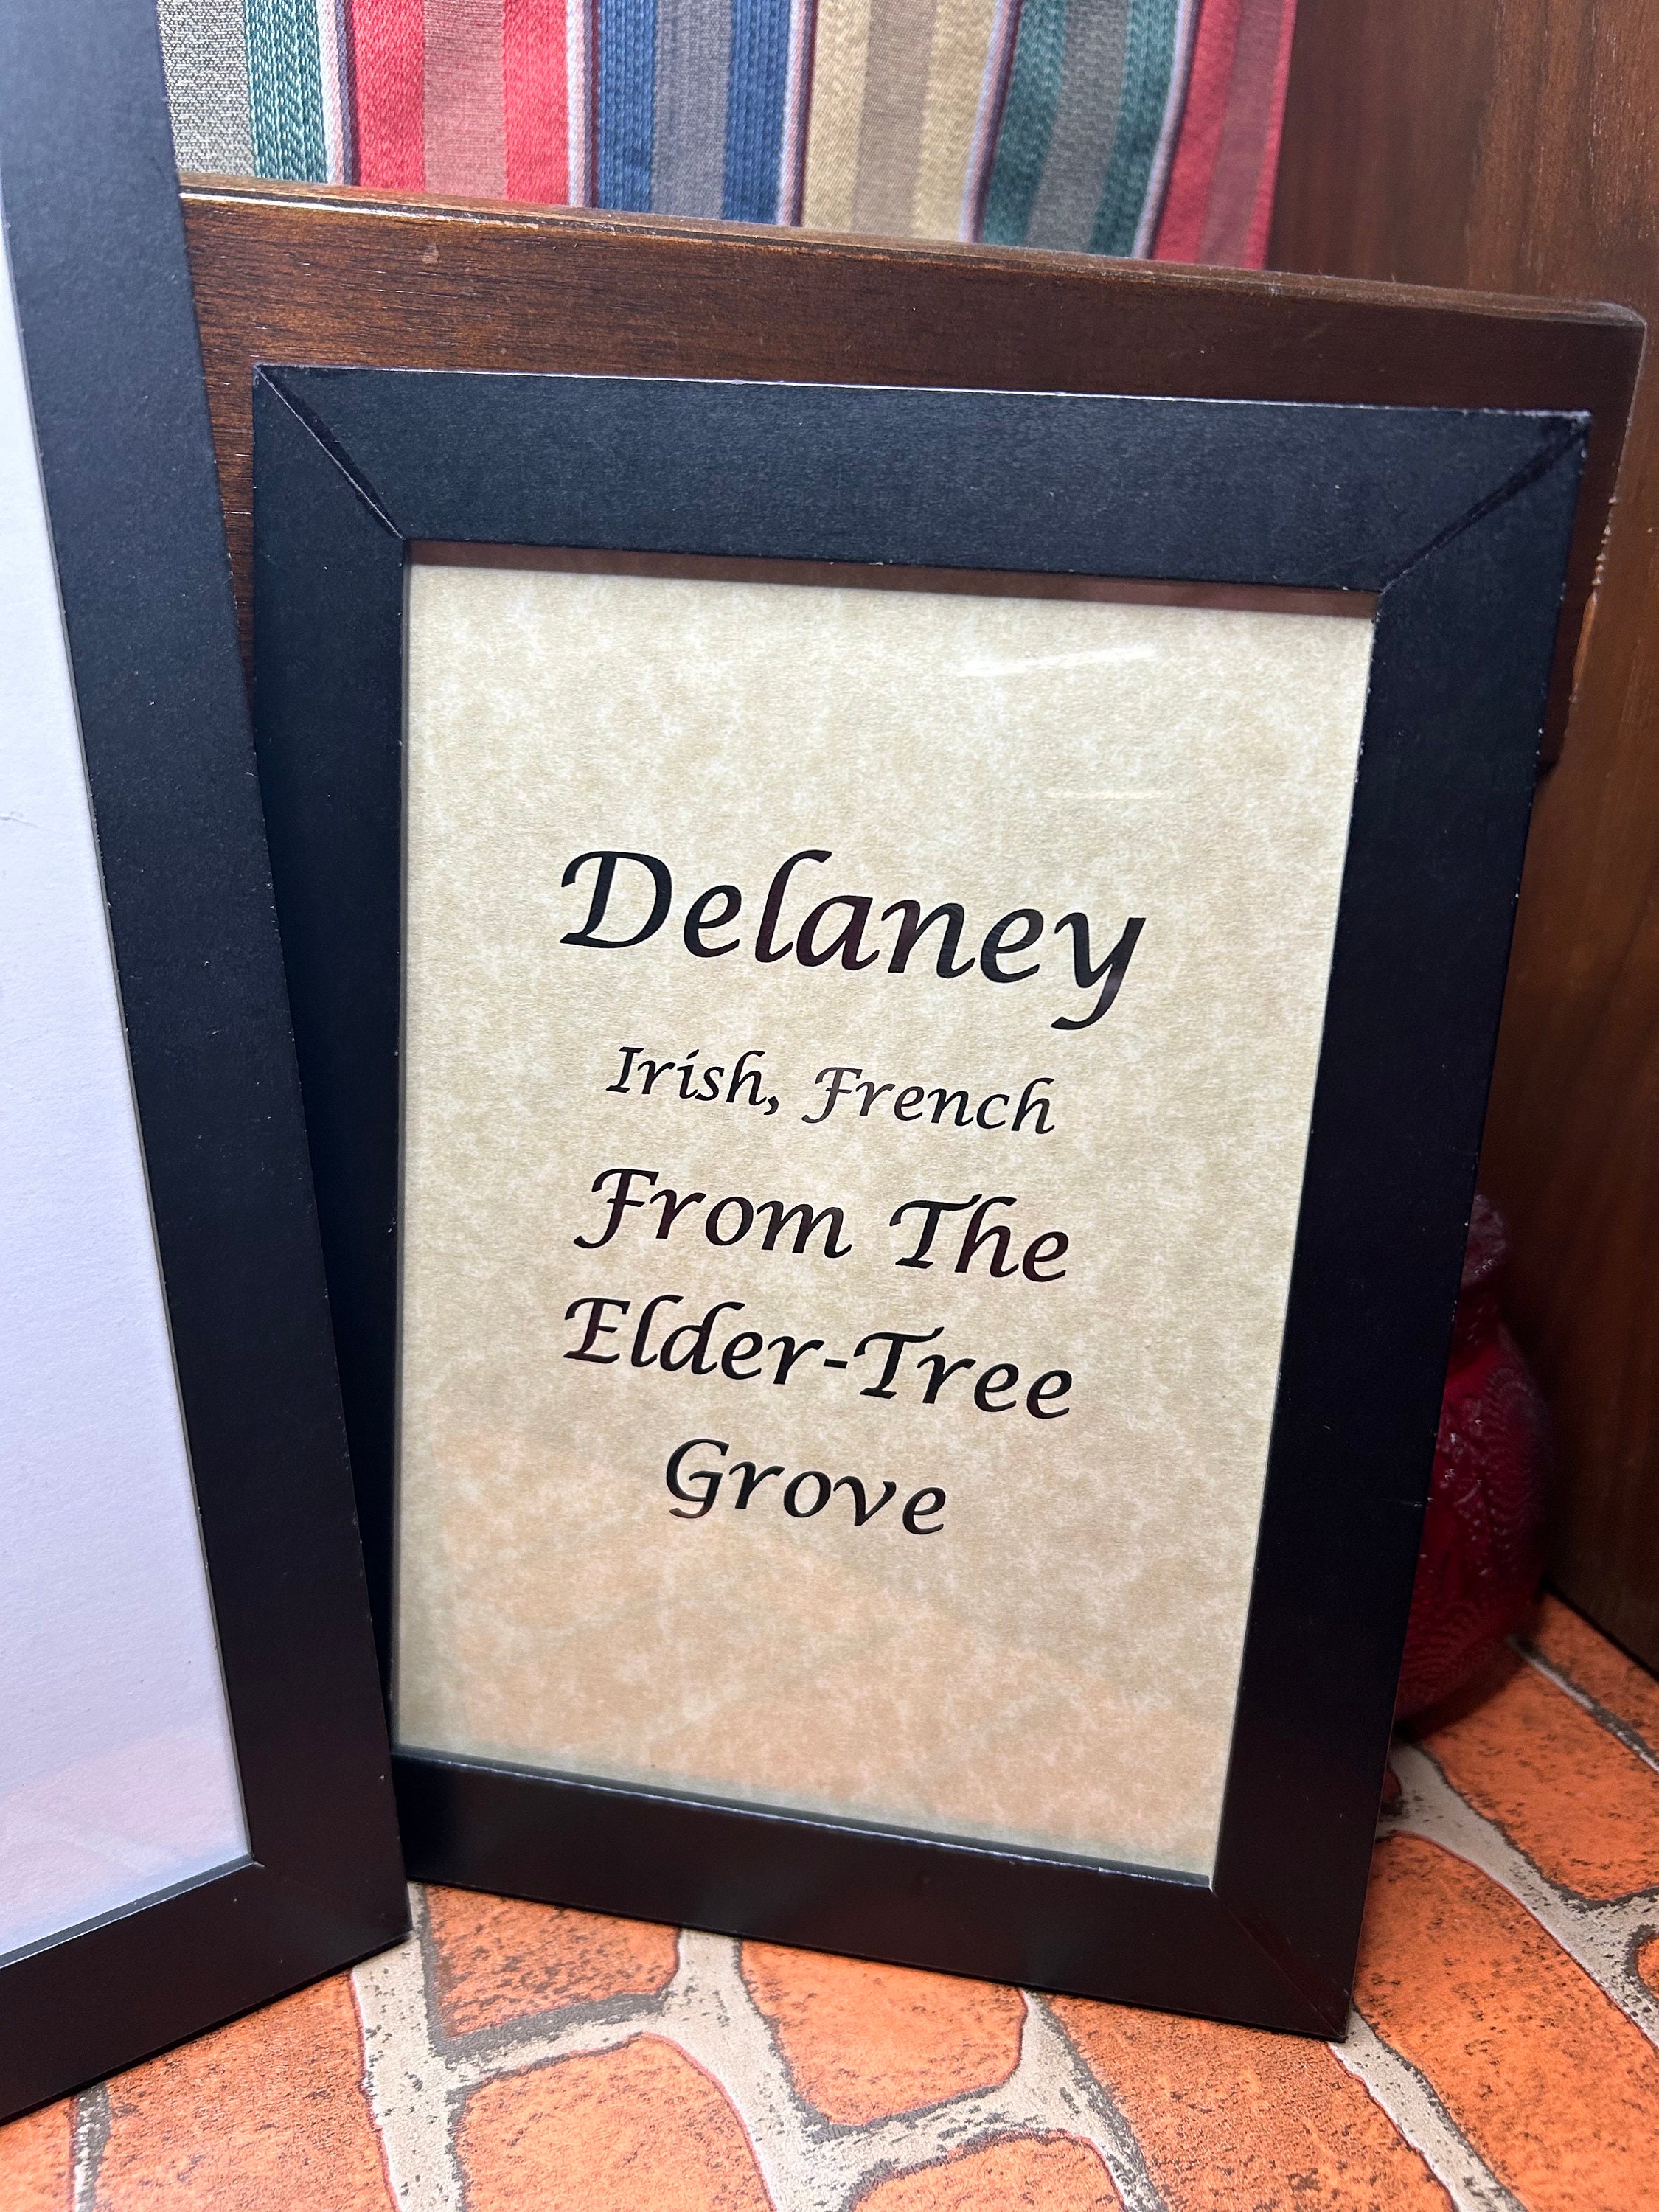 Delaney
Irish, French
From The
Elder-Tree
Grove